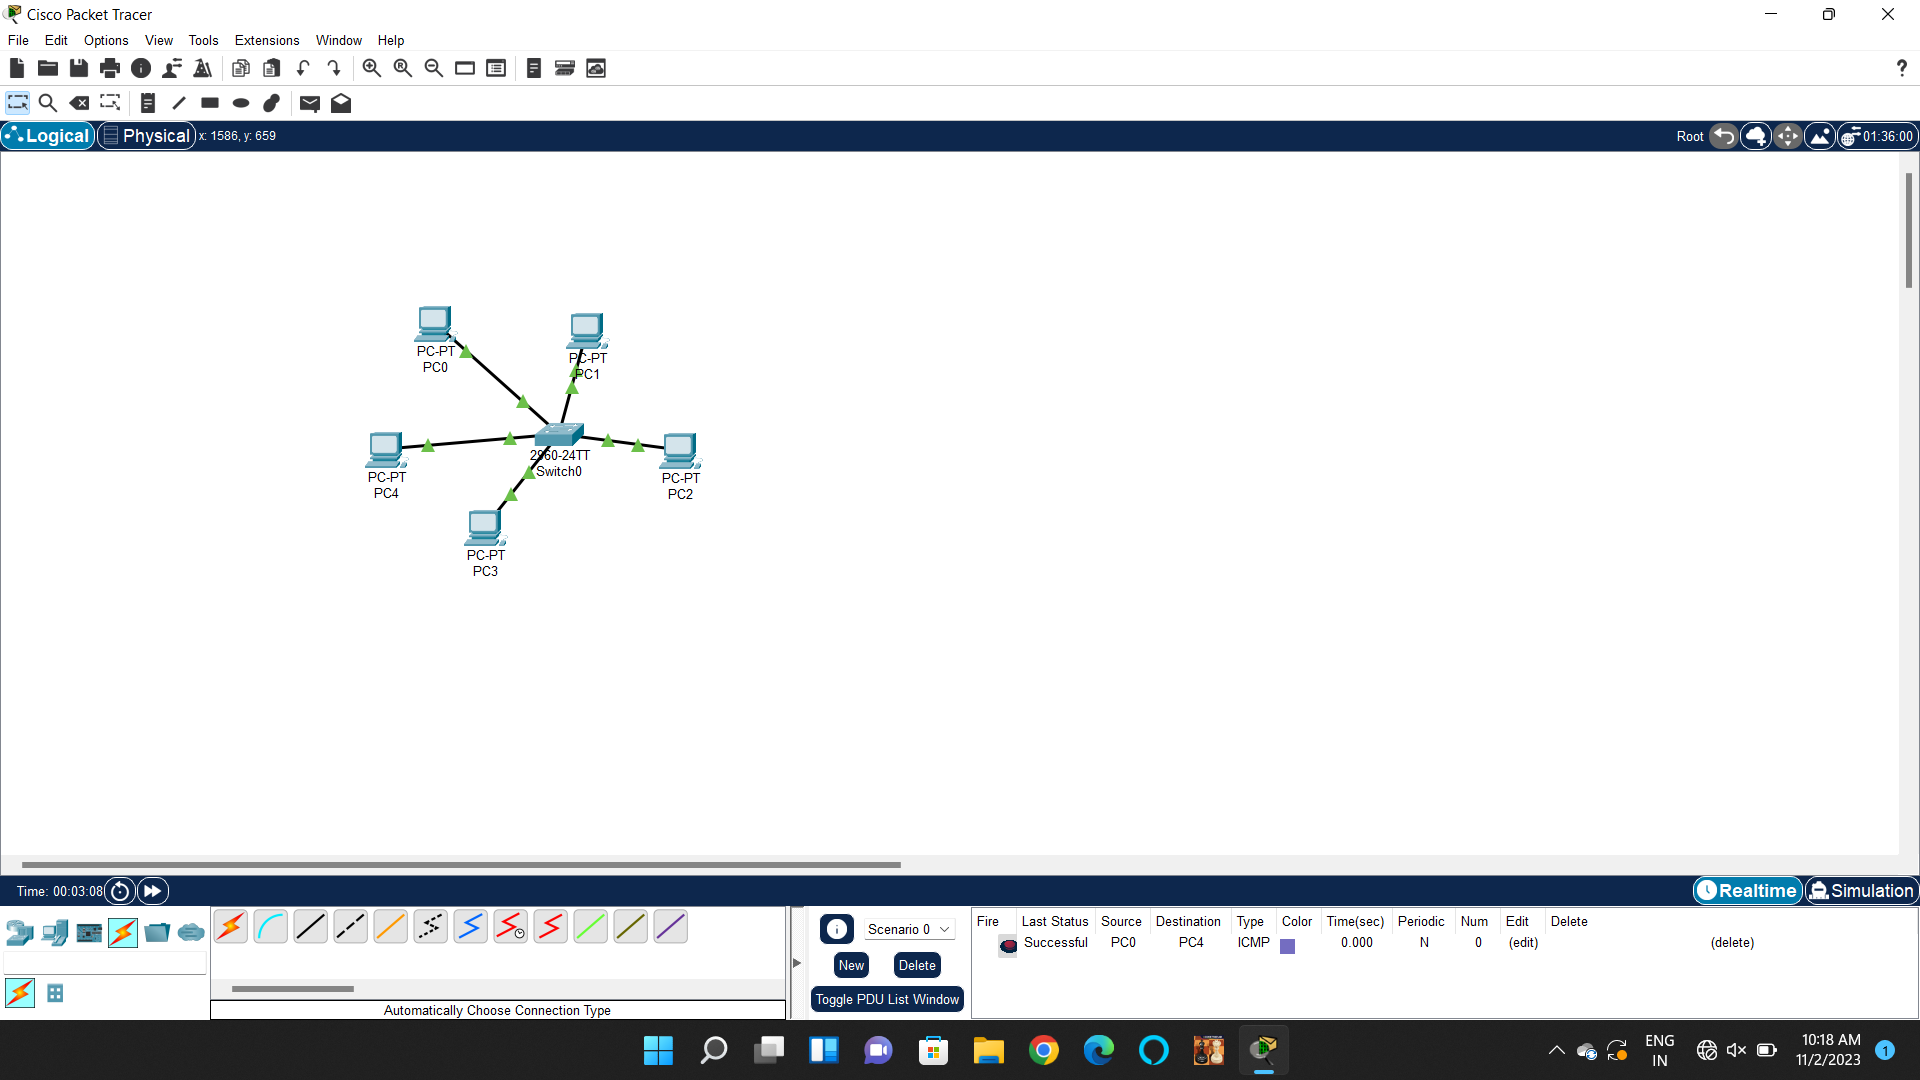 Cisco Packet Tracer
File Edit Options View Tools Extensions Window Help
?
Logical Physical x: 1586, y: 659 Root 01:36:00
PC-PT
PC0
PC-PT
PC1
PC-PT
PC4
2960-24TT
Switch0
PC-PT
PC2
PC-PT
PC3
Time: 00:03:08 Realtime Simulation
Scenario 0
New Delete
Toggle PDU List Window
Fire Last Status Source Destination Type Color Time(sec) Periodic Num Edit Delete
Successful PC0 PC4 ICMP 0.000 N 0 (edit) (delete)
Automatically Choose Connection Type
ENG
IN
10:18 AM
11/2/2023
1